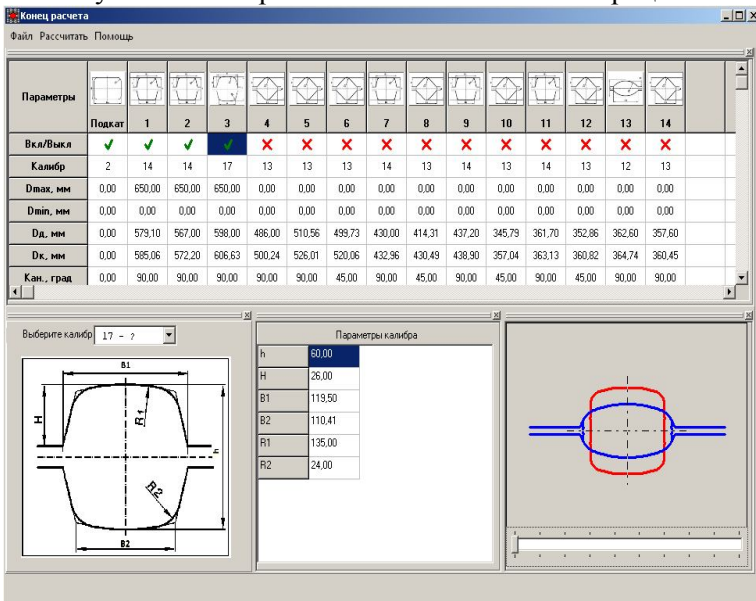 Конец расчета
Файл Рассчитать Помощь
Параметры Подкат 1 2 3 4 5 6 7 8 9 10 11 12 13 14
Вкл/Выкл
Калибр 2 14 14 17 13 13 13 14 13 14 13 14 13 12 13
Dmax, мм 0,00 650,00 650,00 650,00 0,00 0,00 0,00 0,00 0,00 0,00 0,00 0,00 0,00 0,00 0,00
Dmin, мм 0,00 0,00 0,00 0,00 0,00 0,00 0,00 0,00 0,00 0,00 0,00 0,00 0,00 0,00 0,00
Dд, мм 0,00 579,10 567,00 598,00 486,00 510,56 499,73 430,00 414,31 437,20 345,79 361,70 352,86 362,60 357,60
Dк, мм 0,00 585,06 572,20 606,63 500,24 526,01 520,06 432,96 430,49 438,90 357,04 363,13 360,82 364,74 360,45
Кан., град 0,00 90,00 90,00 90,00 90,00 90,00 45,00 90,00 45,00 90,00 45,00 90,00 45,00 90,00 90,00
Выберите калибр 17 - ?
B1
H
R1
h
R2
B2
Параметры калибра
h 60,00
H 26,00
B1 119,50
B2 110,41
R1 135,00
R2 24,00